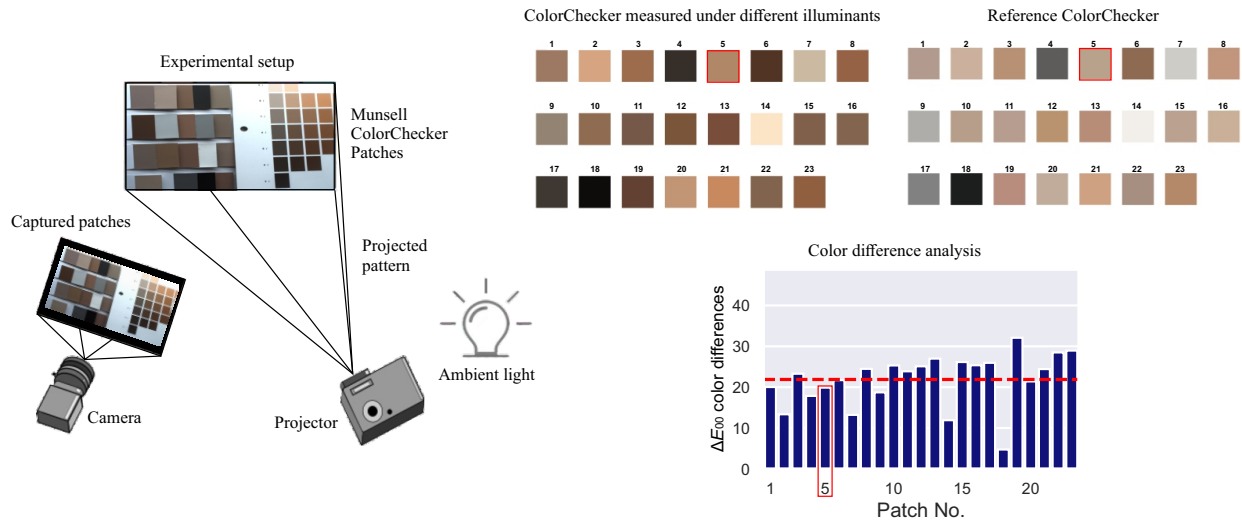 Experimental setup
Munsell
ColorChecker
Patches
Captured patches
Projected
pattern
Ambient light
Camera
Projector
ColorChecker measured under different illuminants
1 2 3 4 5 6 7 8
9 10 11 12 13 14 15 16
17 18 19 20 21 22 23
Reference ColorChecker
1 2 3 4 5 6 7 8
9 10 11 12 13 14 15 16
17 18 19 20 21 22 23
Color difference analysis
ΔE00 color differences
40
30
20
10
0
1 5 10 15 20
Patch No.